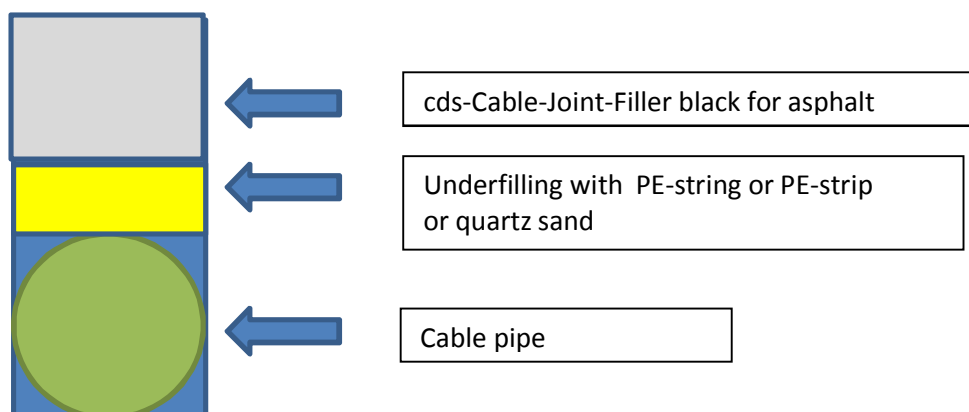 cds-Cable-Joint-Filler black for asphalt
Underfilling with PE-string or PE-strip
or quartz sand
Cable pipe